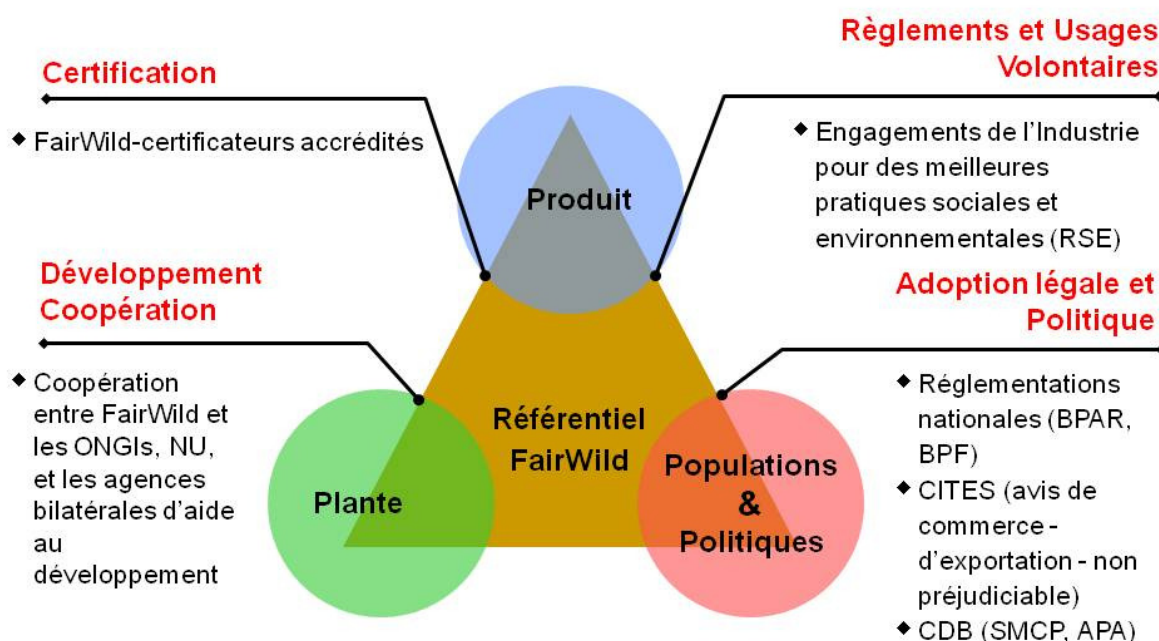 Certification
◆ FairWild-certificateurs accrédités
Règlements et Usages
Volontaires
◆ Engagements de l'Industrie
pour des meilleures
pratiques sociales et
environnementales (RSE)
Produit
Développement
Coopération
◆ Coopération
entre FairWild et
les ONGIs, NU,
et les agences
bilatérales d'aide
au
développement
Adoption légale et
Politique
◆ Réglementations
nationales (BPAR,
BPF)
◆ CITES (avis de
commerce -
d'exportation - non
préjudiciable)
◆ CDB (SMCP, APA)
Référentiel
FairWild
Plante
Populations
&
Politiques